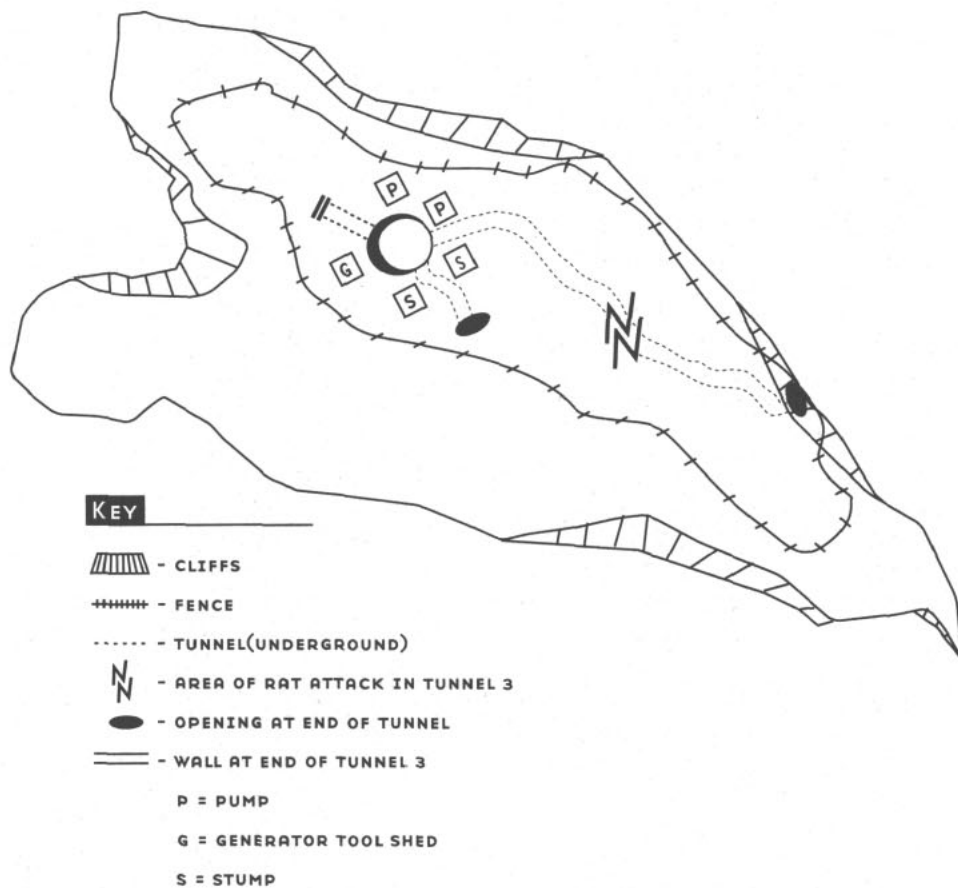 P
P
G
S
S
KEY
- CLIFFS
- FENCE
- TUNNEL(UNDERGROUND)
- AREA OF RAT ATTACK IN TUNNEL 3
- OPENING AT END OF TUNNEL
- WALL AT END OF TUNNEL 3
P = PUMP
G = GENERATOR TOOL SHED
S = STUMP